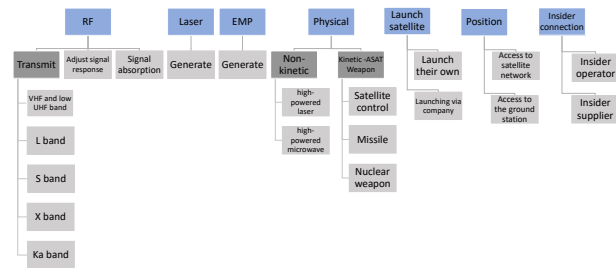 RF
Laser
EMP
Physical
Launch
satellite
Position
Insider
connection
Transmit
Adjust signal
response
Signal
absorption
Generate
Generate
Non-
kinetic
Kinetic -ASAT
Weapon
Launch
their own
Access to
satellite
network
Insider
operator
VHF and low
UHF band
high-
powered
laser
Satellite
control
Launching via
company
Access to
the ground
station
Insider
supplier
L band
high-
powered
microwave
Missile
S band
Nuclear
weapon
X band
Ka band